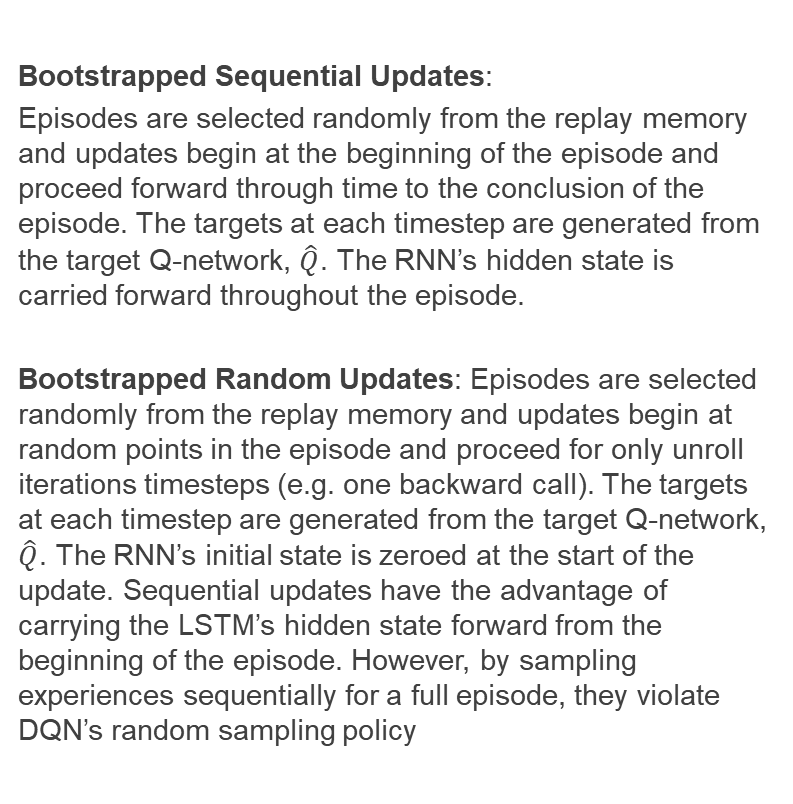 Bootstrapped Sequential Updates:
Episodes are selected randomly from the replay memory
and updates begin at the beginning of the episode and
proceed forward through time to the conclusion of the
episode. The targets at each timestep are generated from
the target Q-network, Q̂. The RNN’s hidden state is
carried forward throughout the episode.
Bootstrapped Random Updates: Episodes are selected
randomly from the replay memory and updates begin at
random points in the episode and proceed for only unroll
iterations timesteps (e.g. one backward call). The targets
at each timestep are generated from the target Q-network,
Q̂. The RNN’s initial state is zeroed at the start of the
update. Sequential updates have the advantage of
carrying the LSTM’s hidden state forward from the
beginning of the episode. However, by sampling
experiences sequentially for a full episode, they violate
DQN’s random sampling policy